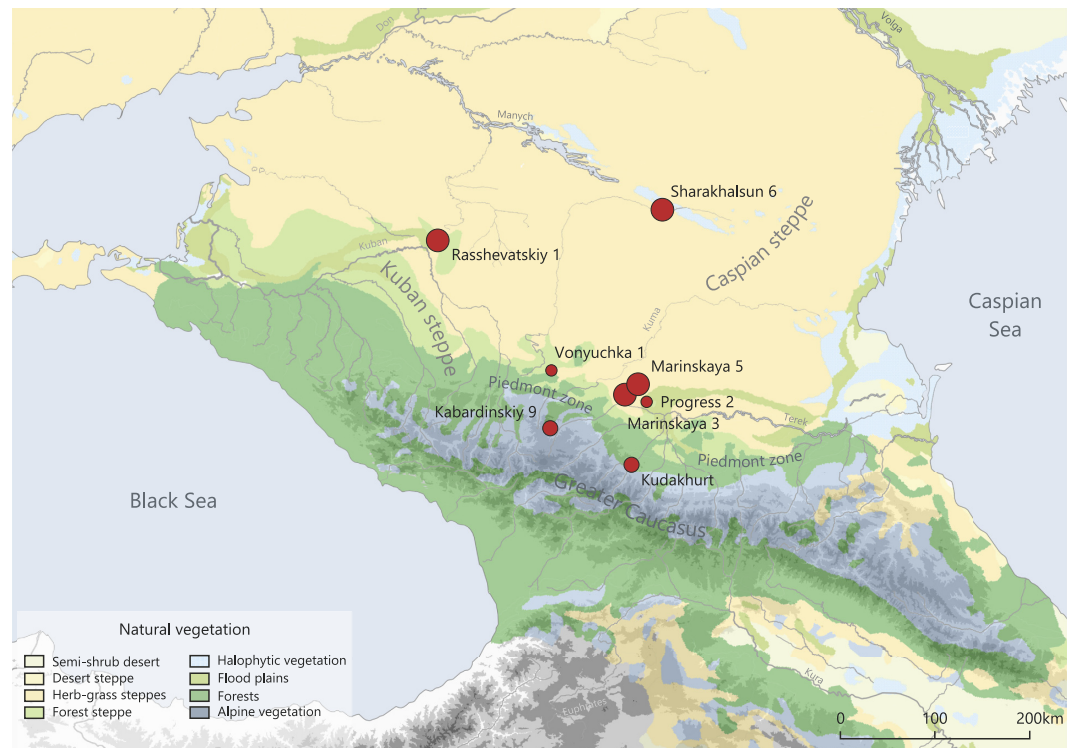 Don
Volga
Manych
Sharakhalsun 6
Caspian steppe
Kuban
Rasshevatskiy 1
Kuban steppe
Kuma
Caspian
Sea
Vonyuchka 1
Marinskaya 5
Piedmont zone
Progress 2
Kabardinskiy 9
Marinskaya 3
Terek
Piedmont zone
Kudakhurt
Black Sea
Greater Caucasus
Natural vegetation
Semi-shrub desert
Desert steppe
Herb-grass steppes
Forest steppe
Halophytic vegetation
Flood plains
Forests
Alpine vegetation
Kura
Euphrates
0 100 200km